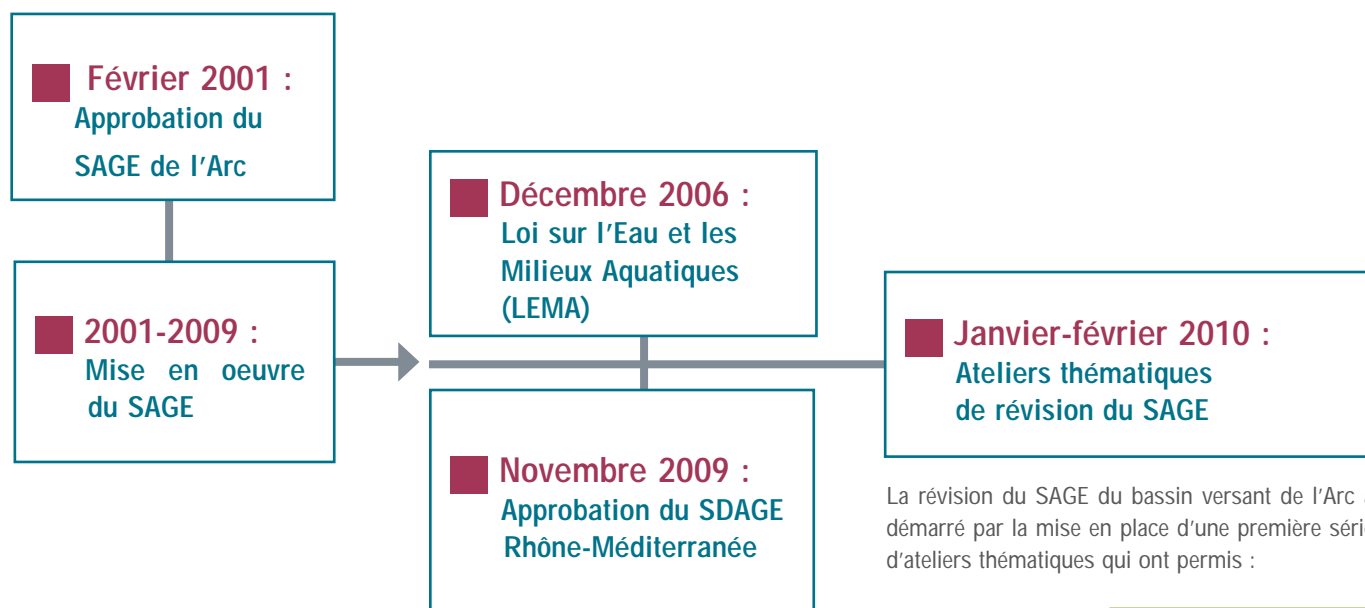 Février 2001 :
Approbation du
SAGE de l'Arc
2001-2009 :
Mise en oeuvre
du SAGE
Décembre 2006 :
Loi sur l'Eau et les
Milieux Aquatiques
(LEMA)
Novembre 2009 :
Approbation du SDAGE
Rhône-Méditerranée
Janvier-février 2010 :
Ateliers thématiques
de révision du SAGE
La révision du SAGE du bassin versant de l'Arc a
démarré par la mise en place d'une première série
d'ateliers thématiques qui ont permis :